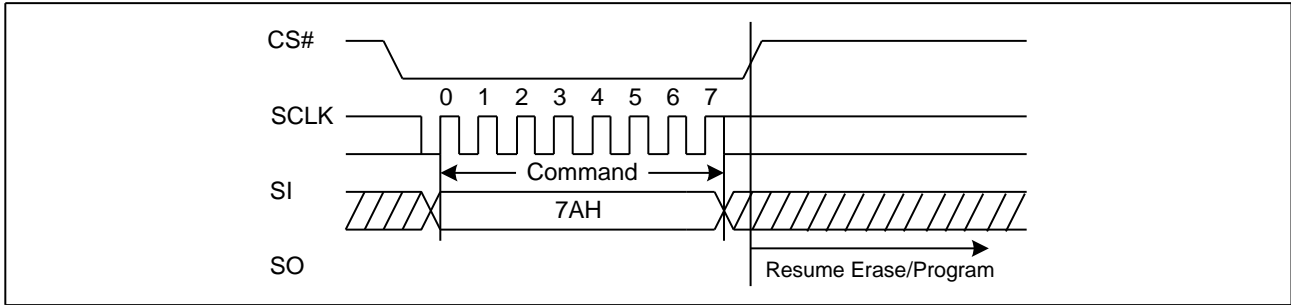 CS#
0 1 2 3 4 5 6 7
SCLK
Command
SI
7AH
SO
Resume Erase/Program